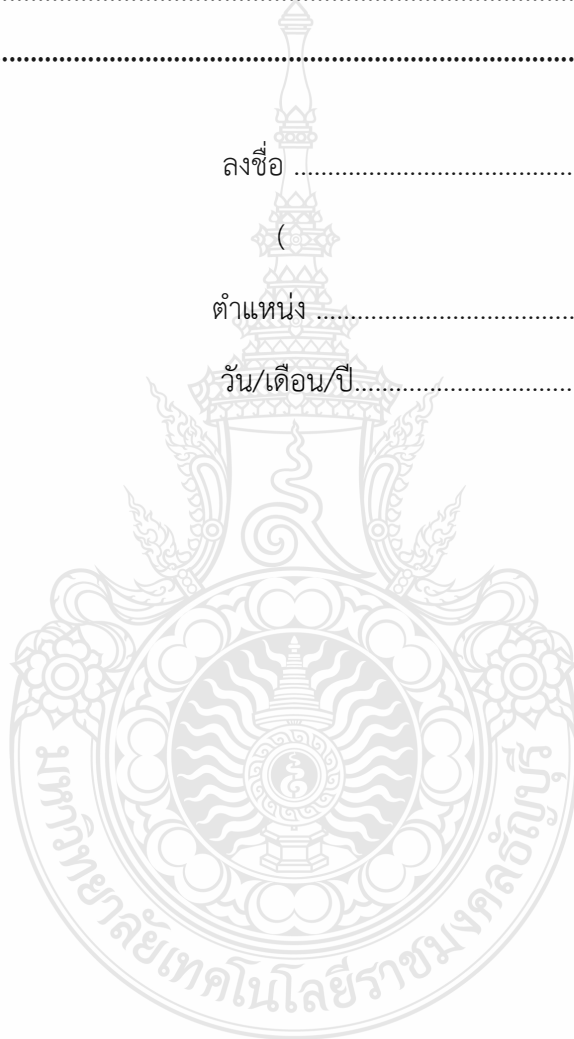 ................................................................................
................................................................................
ลงชื่อ ..........................................
(
ตำแหน่ง ......................................
วัน/เดือน/ปี................................
มหาวิทยาลัยเทคโนโลยีราชมงคลธัญบุรี